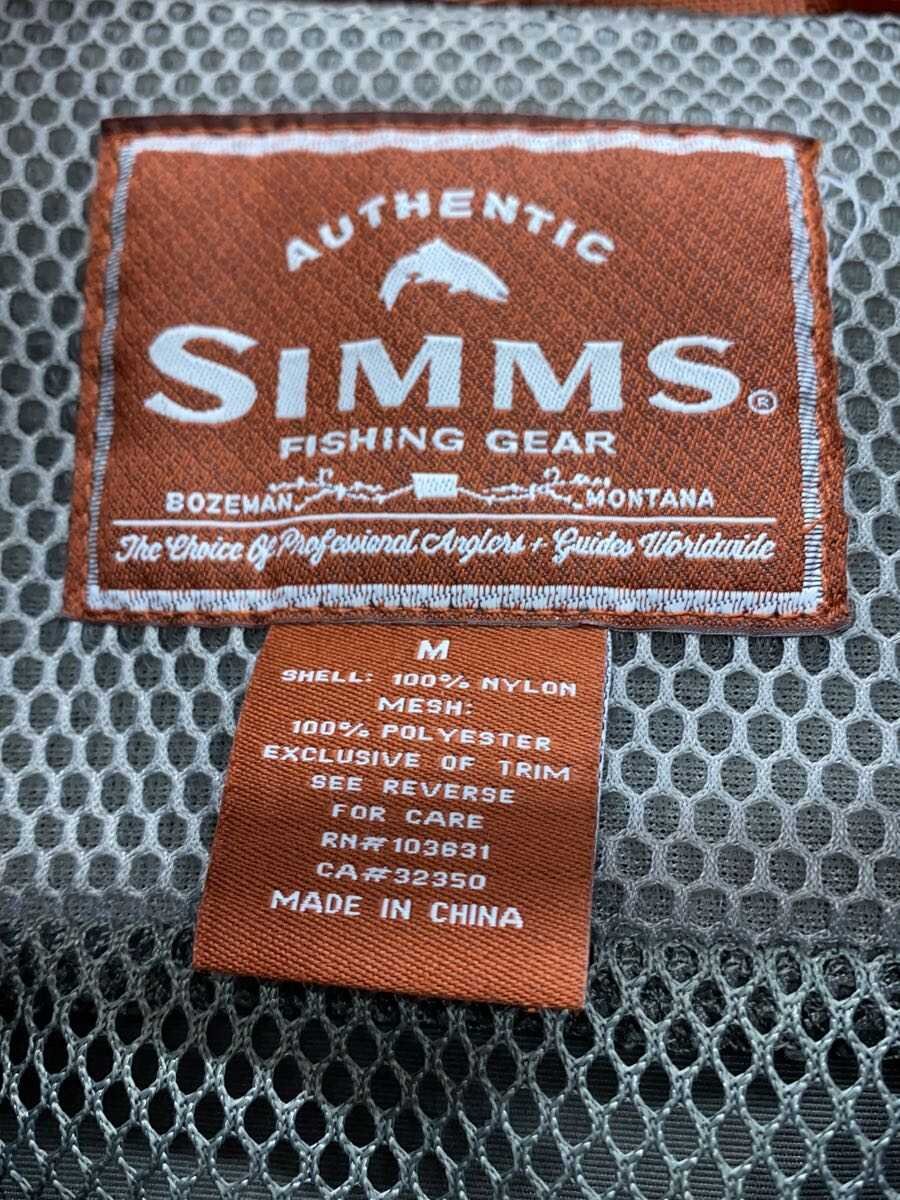 AUTHENTIC
SIMMS®
FISHING GEAR
BOZEMAN MONTANA
The Choice Of Professional Anglers + Guides Worldwide
M
SHELL: 100% NYLON
MESH:
100% POLYESTER
EXCLUSIVE OF TRIM
SEE REVERSE
FOR CARE
RN#103631
CA#32350
MADE IN CHINA